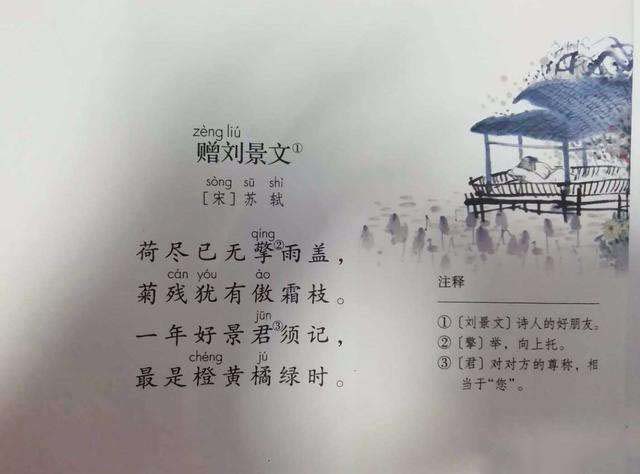 zèng liú
赠刘景文①
sòng sū shì
［宋］苏 轼
qíng
荷尽已无擎②雨盖，
cán yóu ào
菊残犹有傲霜枝。
jūn
一年好景君③须记，
chéng jú
最是橙黄橘绿时。
注释
①［刘景文］诗人的好朋友。
②［擎］举，向上托。
③［君］对对方的尊称，相
当于“您”。